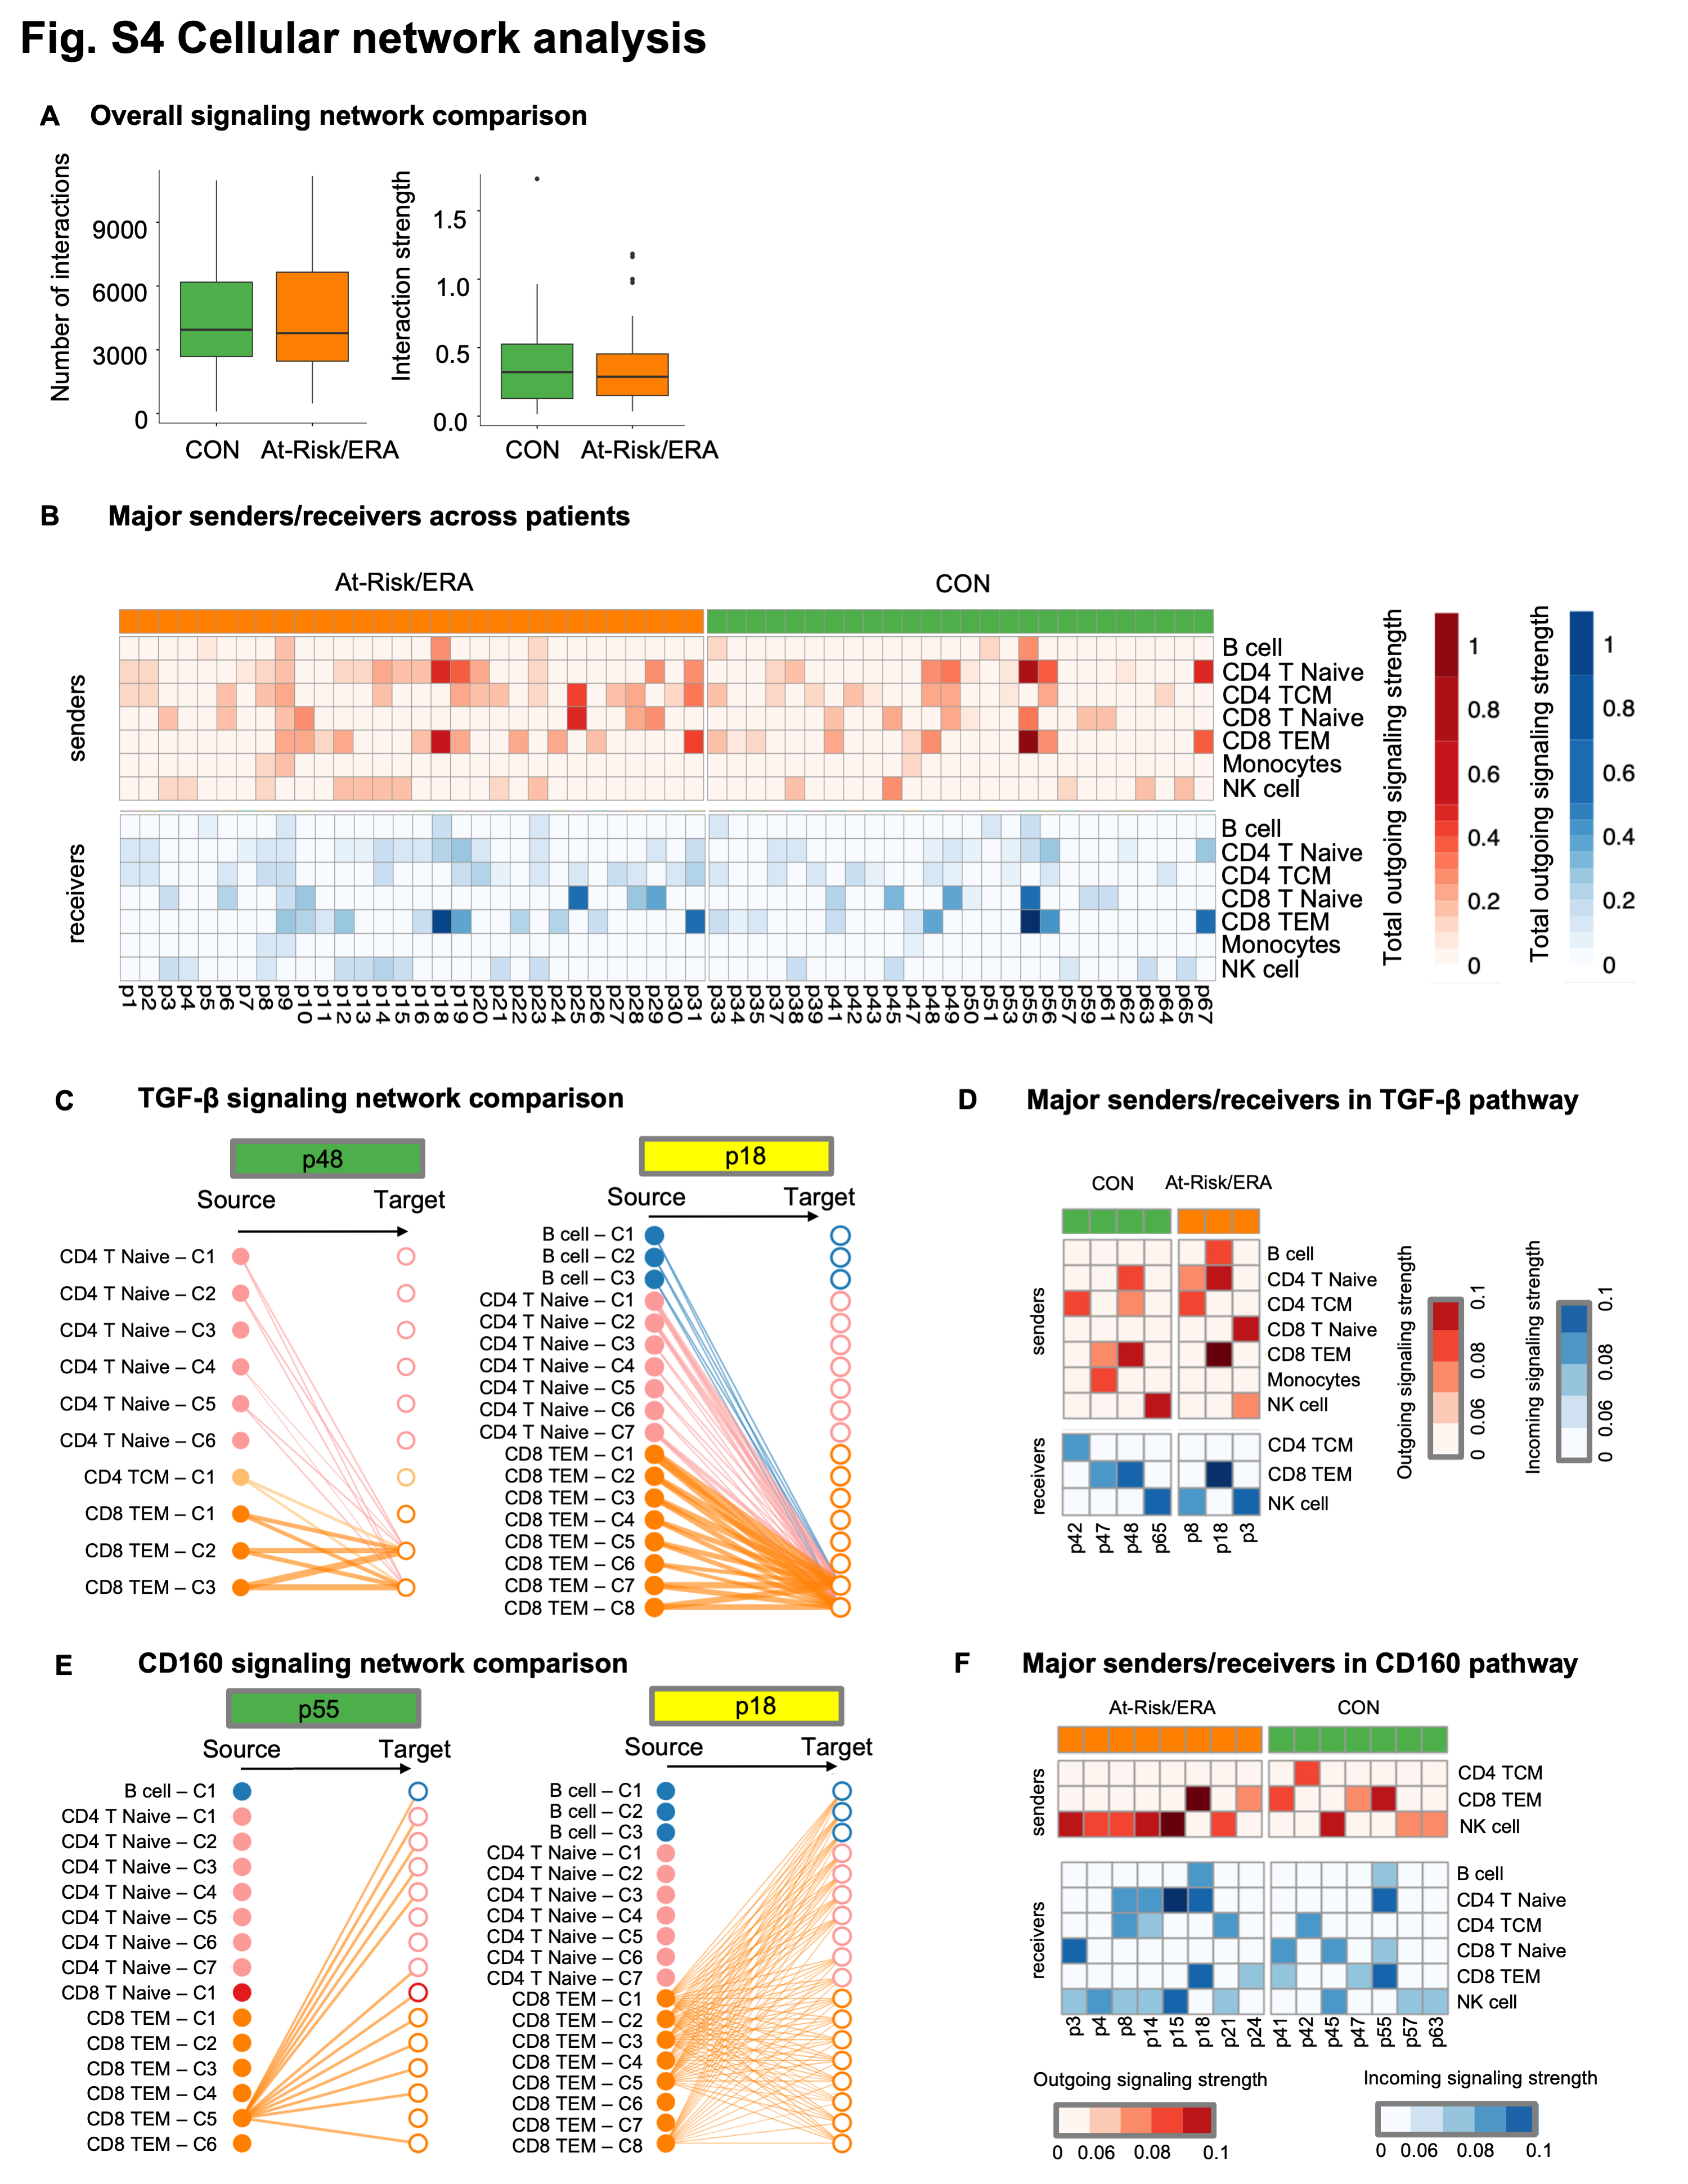 Fig. S4 Cellular network analysis
A Overall signaling network comparison
Number of interactions
9000
6000
3000
0
CON At-Risk/ERA
Interaction strength
1.5
1.0
0.5
0.0
CON At-Risk/ERA
B Major senders/receivers across patients
At-Risk/ERA CON
senders
B cell
CD4 T Naive
CD4 TCM
CD8 T Naive
CD8 TEM
Monocytes
NK cell
receivers
B cell
CD4 T Naive
CD4 TCM
CD8 T Naive
CD8 TEM
Monocytes
NK cell
p1 p2 p3 p4 p5 p6 p7 p8 p9 p10 p11 p12 p13 p14 p15 p16 p18 p19 p20 p21 p22 p23 p24 p25 p26 p27 p28 p29 p30 p31 p33 p34 p35 p37 p38 p39 p41 p42 p43 p45 p47 p48 p49 p50 p51 p53 p55 p56 p57 p59 p61 p62 p63 p64 p65 p67
Total outgoing signaling strength
1
0.8
0.6
0.4
0.2
0
Total outgoing signaling strength
1
0.8
0.6
0.4
0.2
0
C TGF-β signaling network comparison
p48
Source Target
CD4 T Naive – C1
CD4 T Naive – C2
CD4 T Naive – C3
CD4 T Naive – C4
CD4 T Naive – C5
CD4 T Naive – C6
CD4 TCM – C1
CD8 TEM – C1
CD8 TEM – C2
CD8 TEM – C3
p18
Source Target
B cell – C1
B cell – C2
B cell – C3
CD4 T Naive – C1
CD4 T Naive – C2
CD4 T Naive – C3
CD4 T Naive – C4
CD4 T Naive – C5
CD4 T Naive – C6
CD4 T Naive – C7
CD8 TEM – C1
CD8 TEM – C2
CD8 TEM – C3
CD8 TEM – C4
CD8 TEM – C5
CD8 TEM – C6
CD8 TEM – C7
CD8 TEM – C8
D Major senders/receivers in TGF-β pathway
CON At-Risk/ERA
senders
B cell
CD4 T Naive
CD4 TCM
CD8 T Naive
CD8 TEM
Monocytes
NK cell
receivers
CD4 TCM
CD8 TEM
NK cell
p42 p47 p48 p65 p8 p18 p3
Outgoing signaling strength
0 0.06 0.08 0.1
Incoming signaling strength
0 0.06 0.08 0.1
E CD160 signaling network comparison
p55
Source Target
B cell – C1
CD4 T Naive – C1
CD4 T Naive – C2
CD4 T Naive – C3
CD4 T Naive – C4
CD4 T Naive – C5
CD4 T Naive – C6
CD4 T Naive – C7
CD8 T Naive – C1
CD8 TEM – C1
CD8 TEM – C2
CD8 TEM – C3
CD8 TEM – C4
CD8 TEM – C5
CD8 TEM – C6
p18
Source Target
B cell – C1
B cell – C2
B cell – C3
CD4 T Naive – C1
CD4 T Naive – C2
CD4 T Naive – C3
CD4 T Naive – C4
CD4 T Naive – C5
CD4 T Naive – C6
CD4 T Naive – C7
CD8 TEM – C1
CD8 TEM – C2
CD8 TEM – C3
CD8 TEM – C4
CD8 TEM – C5
CD8 TEM – C6
CD8 TEM – C7
CD8 TEM – C8
F Major senders/receivers in CD160 pathway
At-Risk/ERA CON
senders
CD4 TCM
CD8 TEM
NK cell
receivers
B cell
CD4 T Naive
CD4 TCM
CD8 T Naive
CD8 TEM
NK cell
p3 p4 p8 p14 p15 p18 p21 p24 p41 p42 p45 p47 p55 p57 p63
Outgoing signaling strength
0 0.06 0.08 0.1
Incoming signaling strength
0 0.06 0.08 0.1